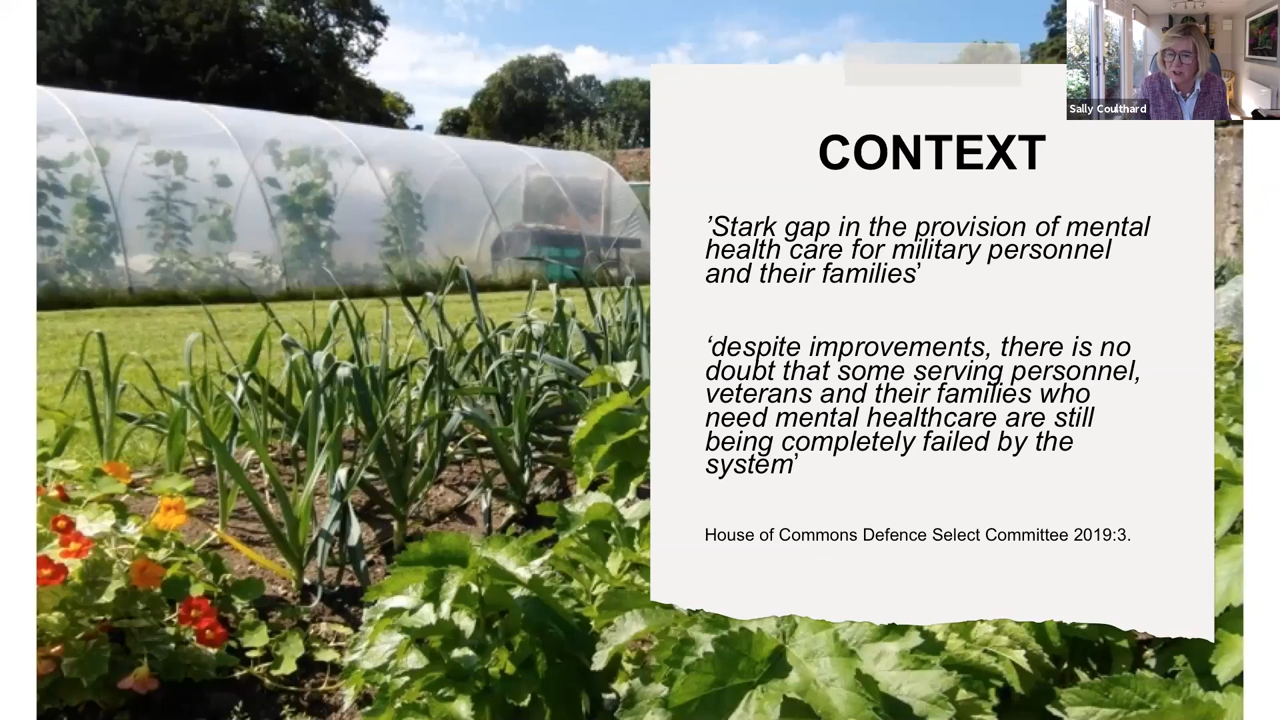 Sally Coulthard
CONTEXT
’Stark gap in the provision of mental
health care for military personnel
and their families’
‘despite improvements, there is no
doubt that some serving personnel,
veterans and their families who
need mental healthcare are still
being completely failed by the
system’
House of Commons Defence Select Committee 2019:3.